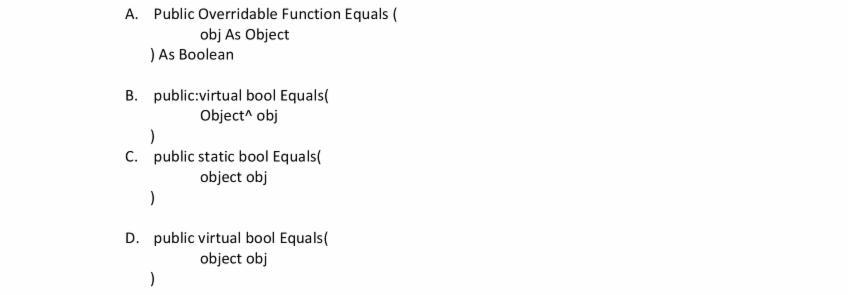 A. Public Overridable Function Equals (
obj As Object
) As Boolean
B. public:virtual bool Equals(
Object^ obj
)
C. public static bool Equals(
object obj
)
D. public virtual bool Equals(
object obj
)